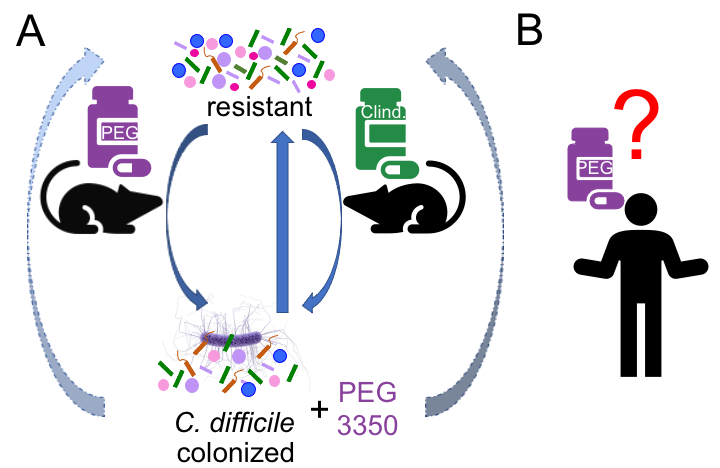 A
B
resistant
PEG
Clind.
?
PEG
C. difficile
colonized
+
PEG
3350